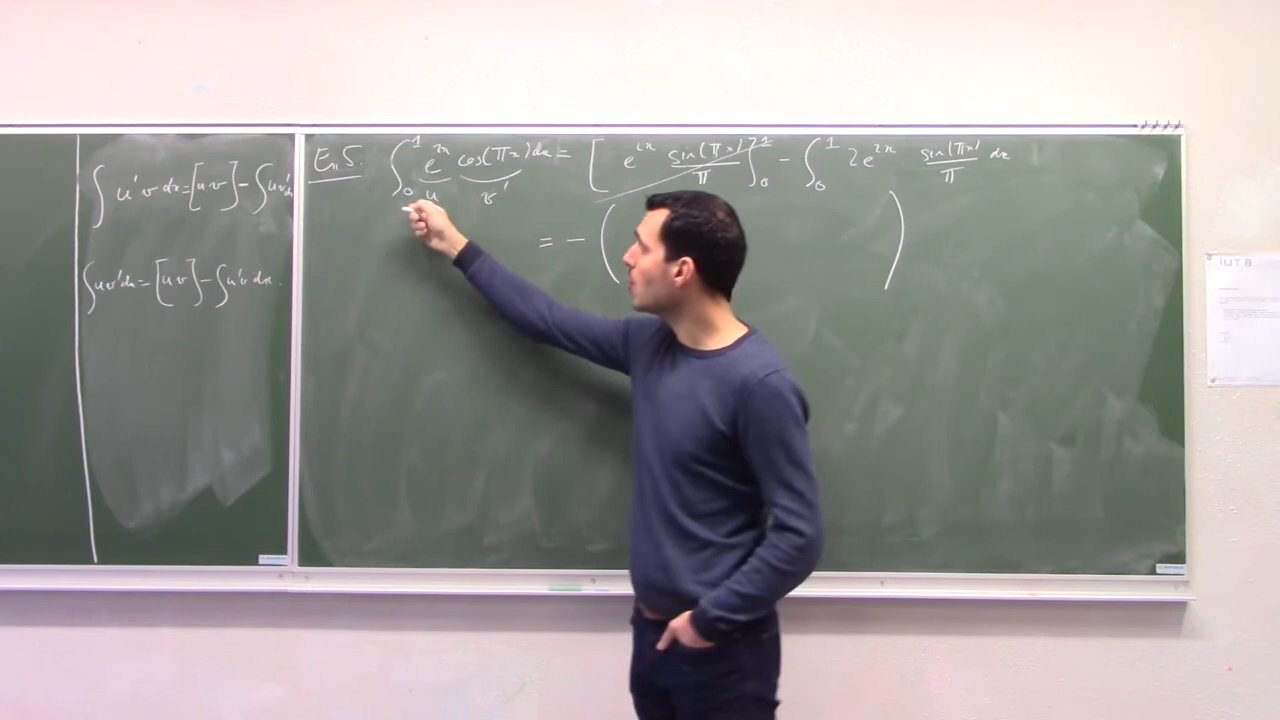 ∫ u'v dx = [uv] - ∫ uv' dx
∫ uv' dx = [uv] - ∫ u'v dx.
Ex 5. ∫₀¹ e^{2x} cos(πx) dx = [e^{2x} sin(πx)/π]₀¹ - ∫₀¹ 2e^{2x} sin(πx)/π dx
u v'
= - ( )
IUTB